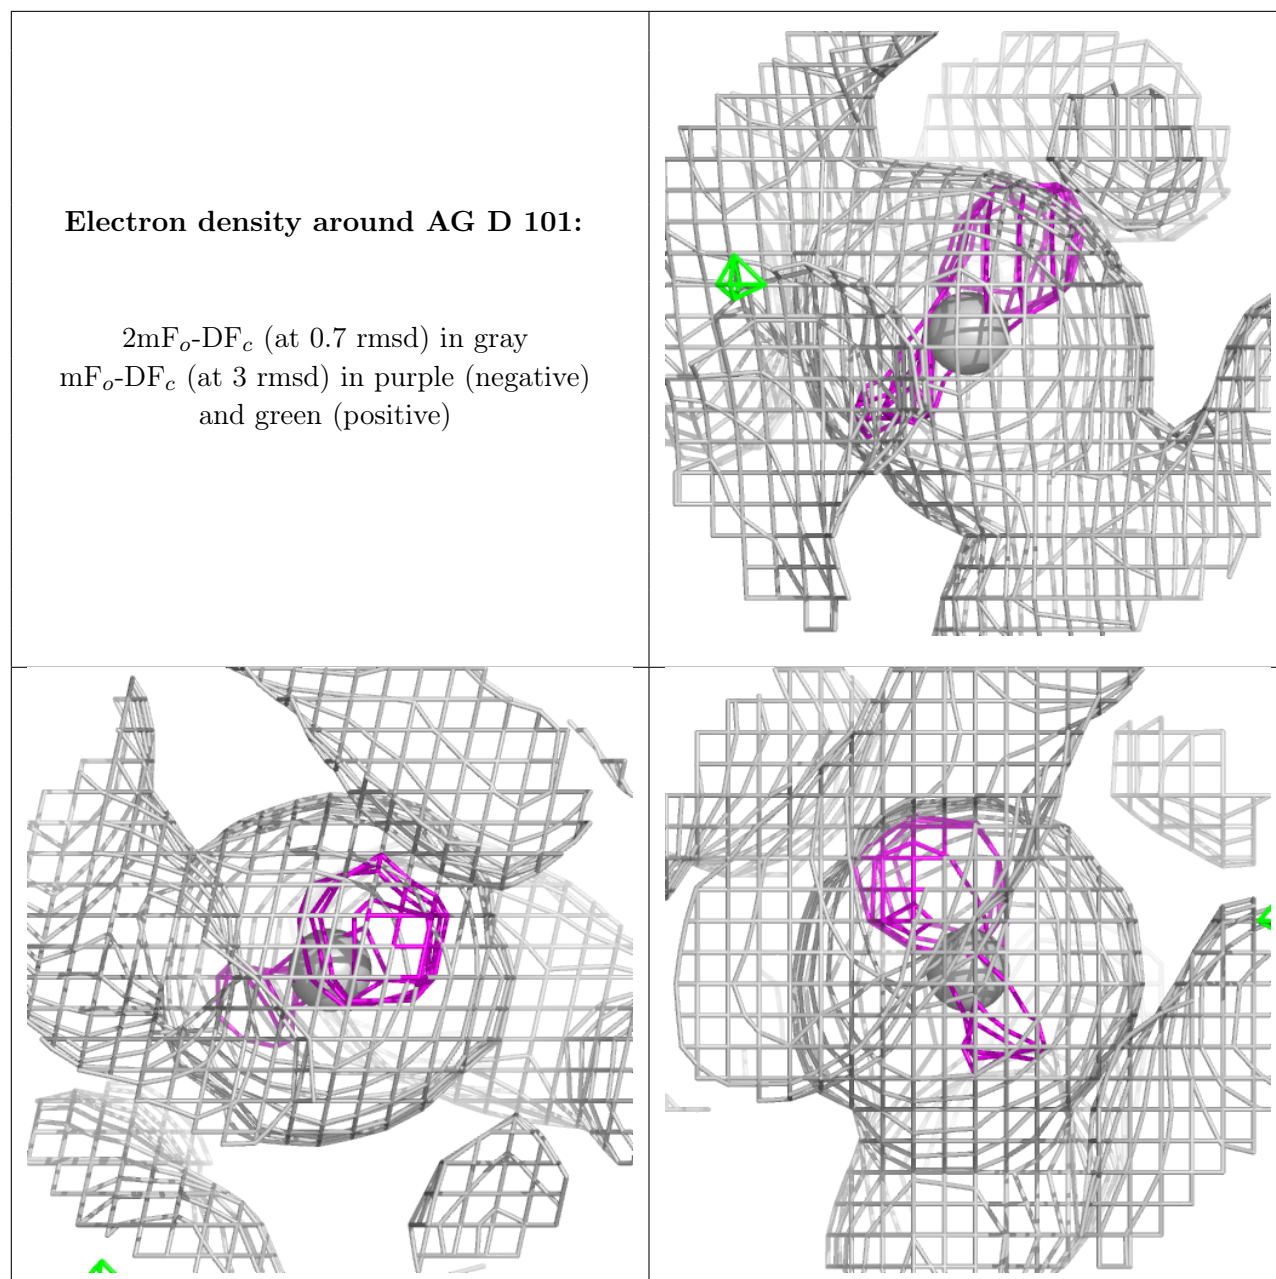 Electron density around AG D 101:
2mFo-DFc (at 0.7 rmsd) in gray
mFo-DFc (at 3 rmsd) in purple (negative)
and green (positive)